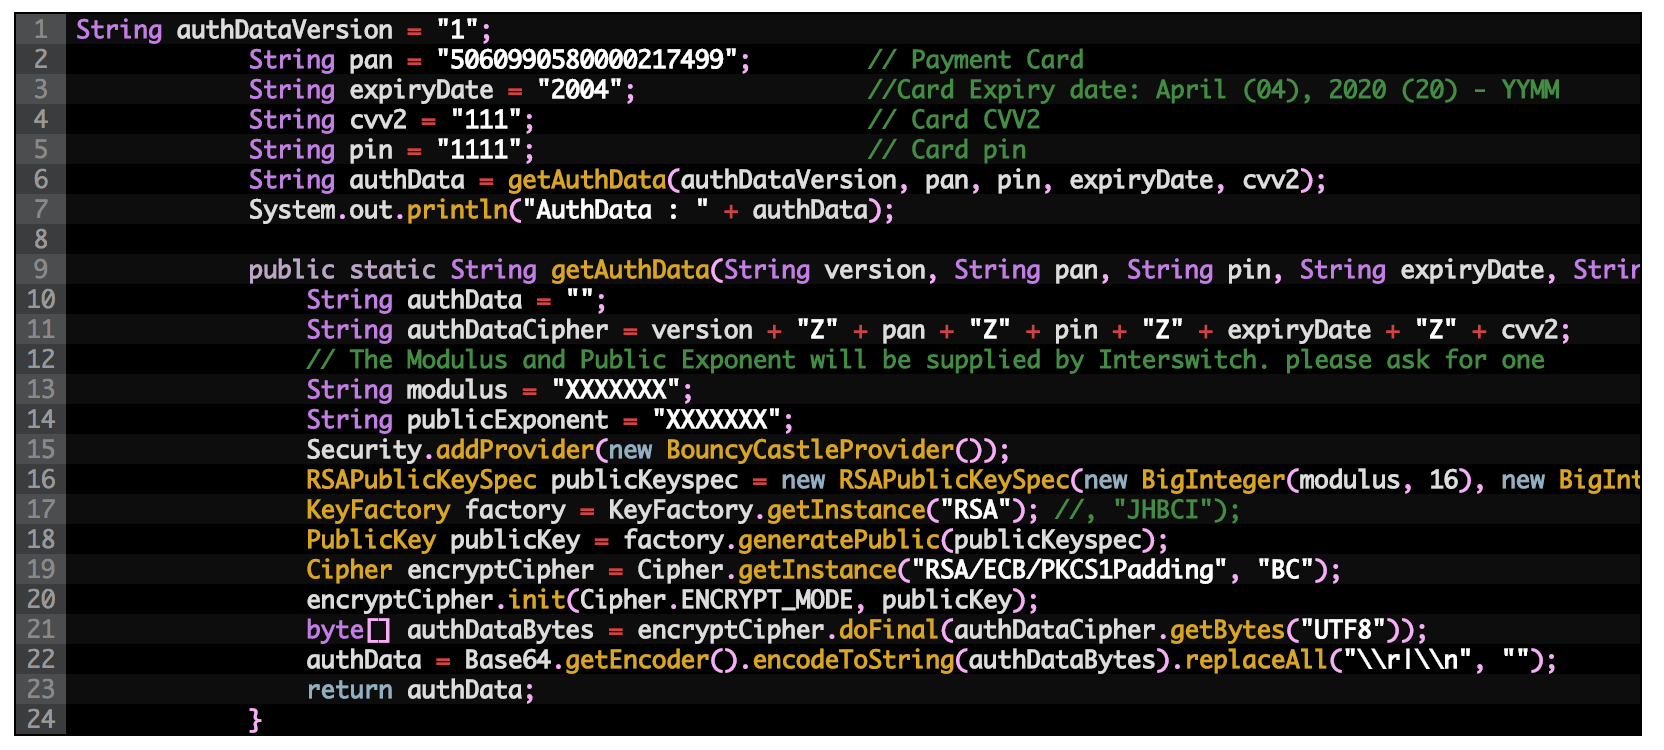 1 String authDataVersion = "1";
2 String pan = "5060990580000217499"; // Payment Card
3 String expiryDate = "2004"; //Card Expiry date: April (04), 2020 (20) - YYMM
4 String cvv2 = "111"; // Card CVV2
5 String pin = "1111"; // Card pin
6 String authData = getAuthData(authDataVersion, pan, pin, expiryDate, cvv2);
7 System.out.println("AuthData : " + authData);
8
9 public static String getAuthData(String version, String pan, String pin, String expiryDate, Strin
10 String authData = "";
11 String authDataCipher = version + "Z" + pan + "Z" + pin + "Z" + expiryDate + "Z" + cvv2;
12 // The Modulus and Public Exponent will be supplied by Interswitch. please ask for one
13 String modulus = "XXXXXXX";
14 String publicExponent = "XXXXXXX";
15 Security.addProvider(new BouncyCastleProvider());
16 RSAPublicKeySpec publicKeyspec = new RSAPublicKeySpec(new BigInteger(modulus, 16), new BigInt
17 KeyFactory factory = KeyFactory.getInstance("RSA"); //, "JHBCI");
18 PublicKey publicKey = factory.generatePublic(publicKeyspec);
19 Cipher encryptCipher = Cipher.getInstance("RSA/ECB/PKCS1Padding", "BC");
20 encryptCipher.init(Cipher.ENCRYPT_MODE, publicKey);
21 byte[] authDataBytes = encryptCipher.doFinal(authDataCipher.getBytes("UTF8"));
22 authData = Base64.getEncoder().encodeToString(authDataBytes).replaceAll("\\r|\\n", "");
23 return authData;
24 }